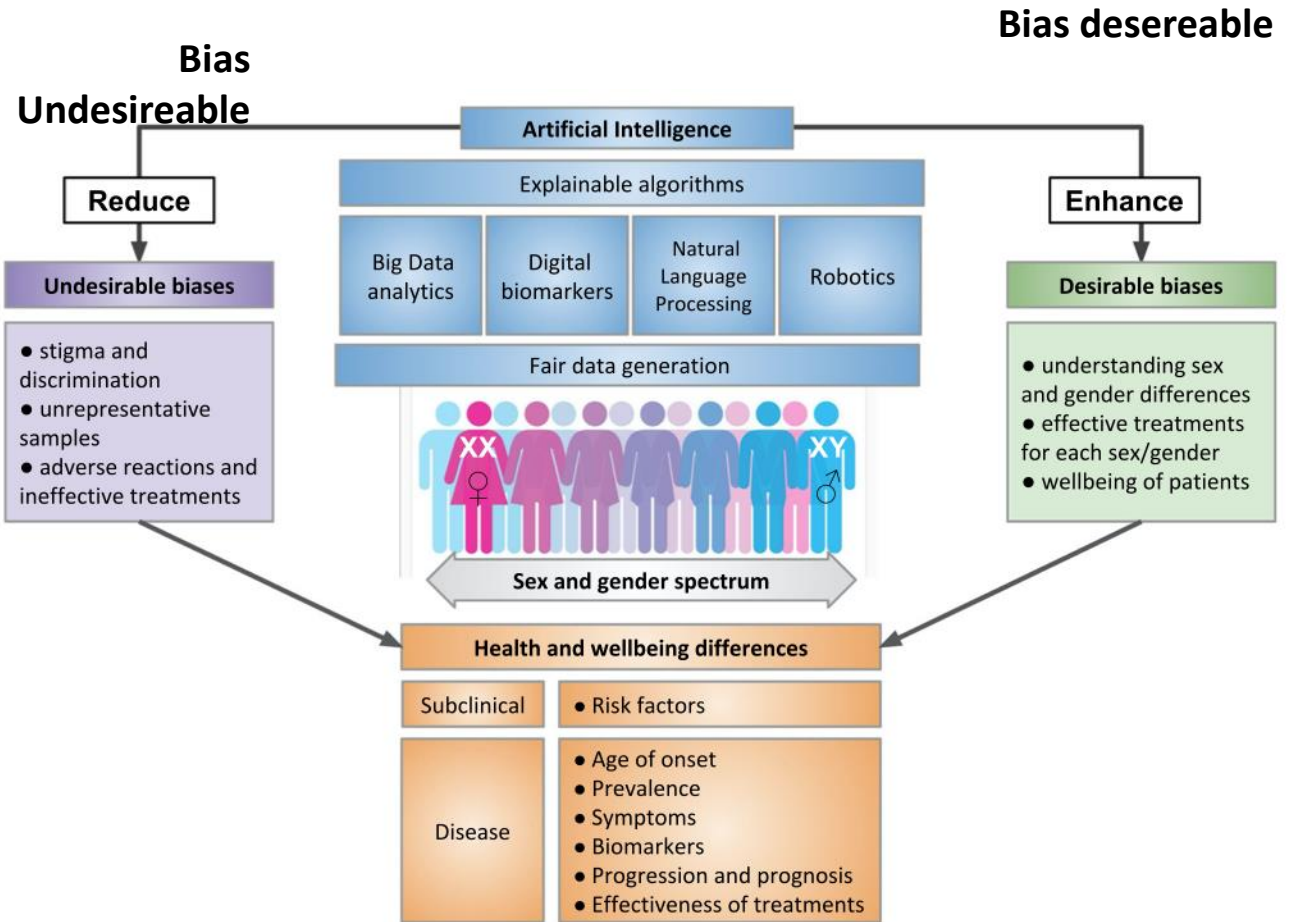 Bias desereable
Bias
Undesireable
Artificial Intelligence
Reduce
Explainable algorithms
Enhance
Big Data
analytics
Digital
biomarkers
Natural
Language
Processing
Robotics
Undesirable biases
Desirable biases
● stigma and
discrimination
● unrepresentative
samples
● adverse reactions and
ineffective treatments
Fair data generation
● understanding sex
and gender differences
● effective treatments
for each sex/gender
● wellbeing of patients
XX
♀
XY
♂
Sex and gender spectrum
Health and wellbeing differences
Subclinical
● Risk factors
Disease
● Age of onset
● Prevalence
● Symptoms
● Biomarkers
● Progression and prognosis
● Effectiveness of treatments